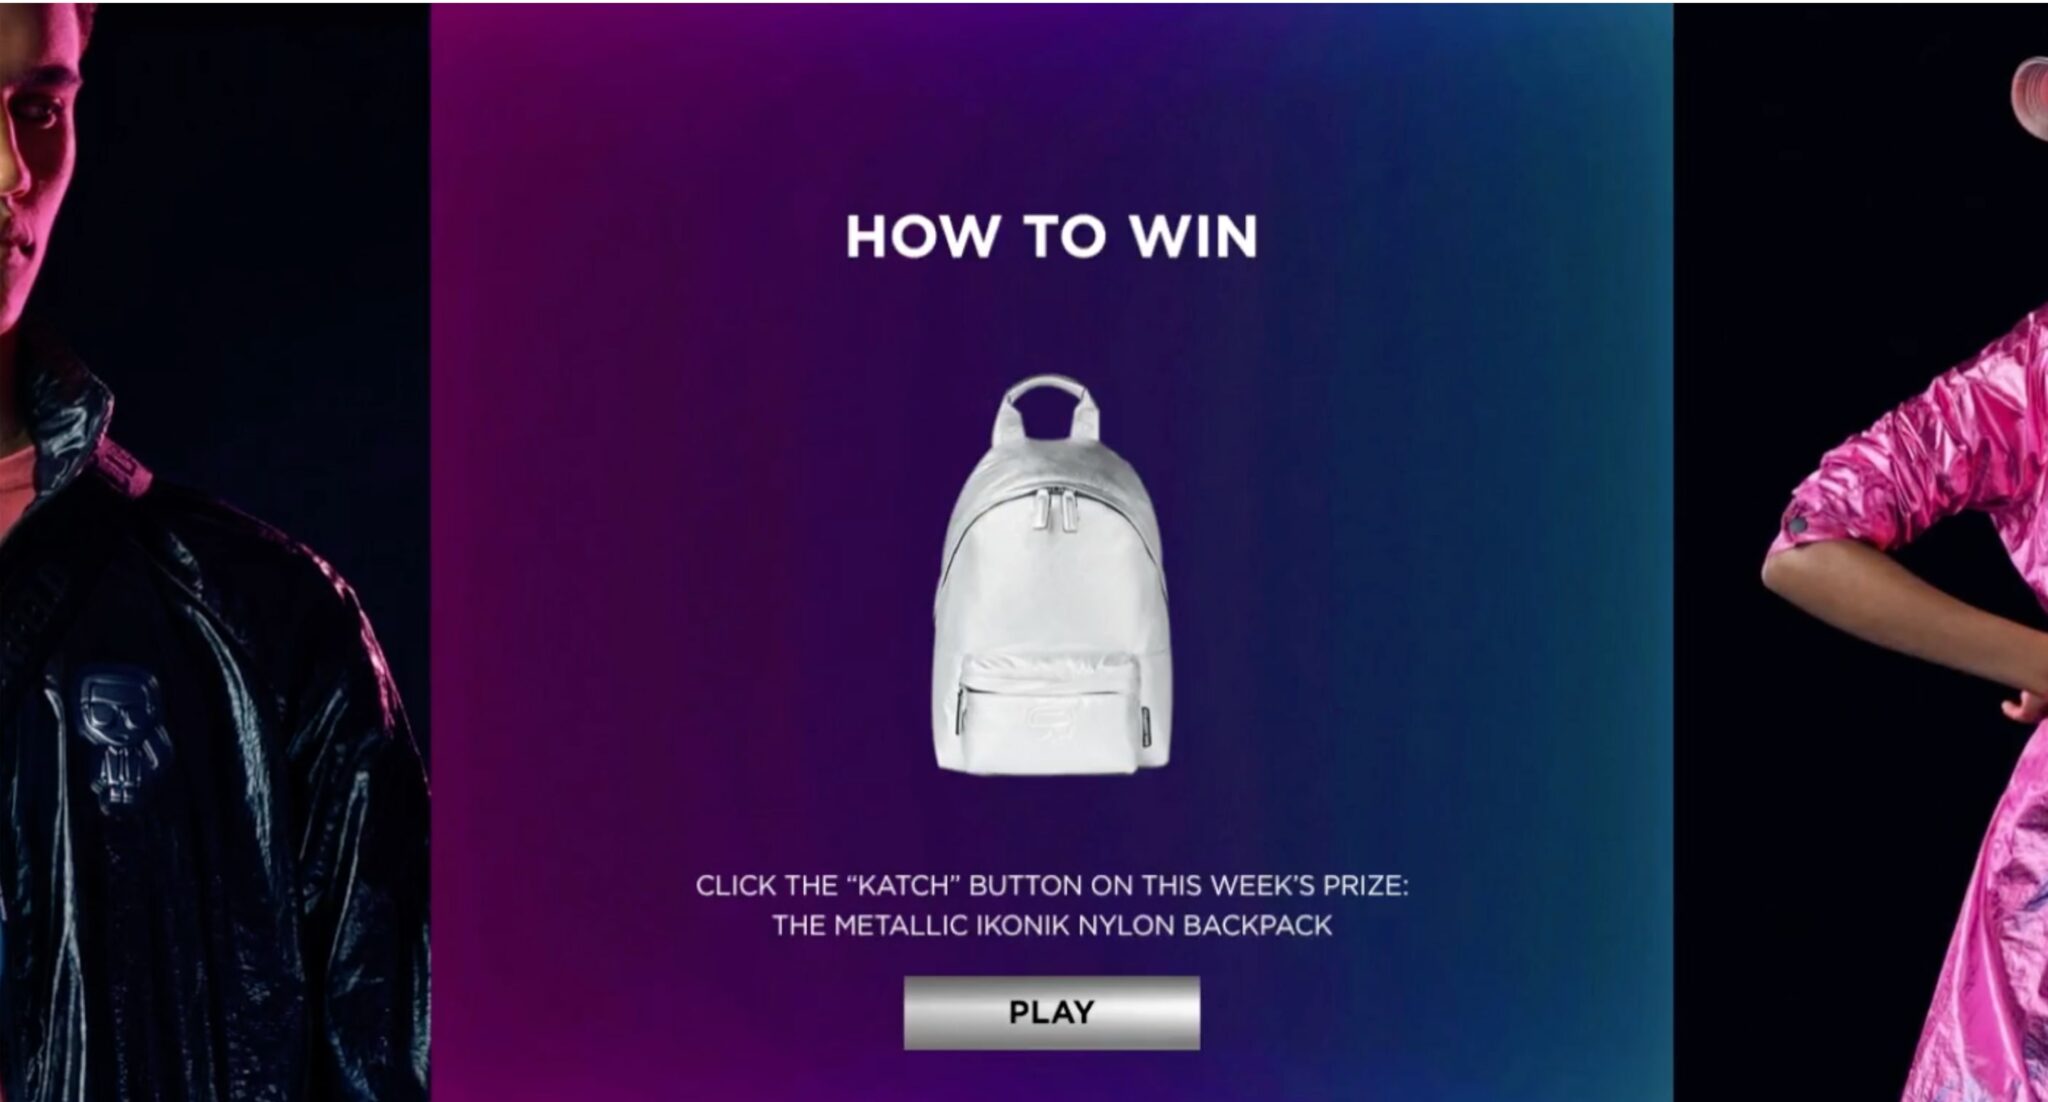 HOW TO WIN
CLICK THE “KATCH” BUTTON ON THIS WEEK’S PRIZE:
THE METALLIC IKONIK NYLON BACKPACK
PLAY